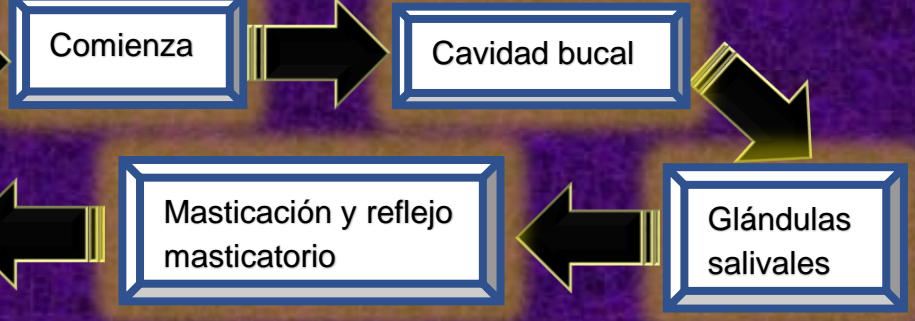 Comienza
Cavidad bucal
Glándulas
salivales
Masticación y reflejo
masticatorio